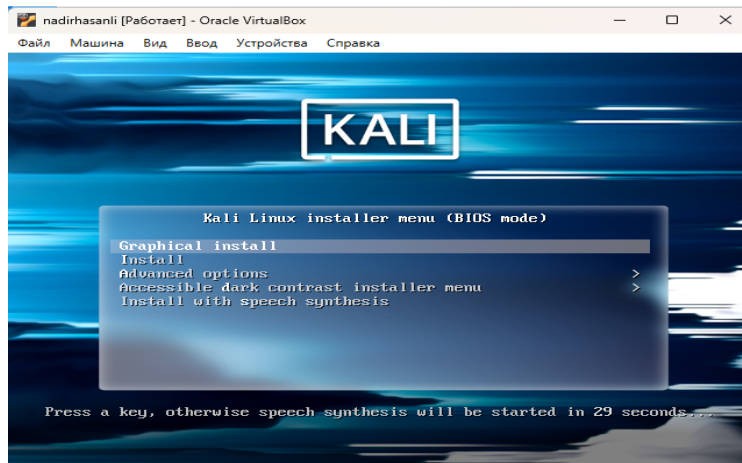 nadirhasanli [Работает] - Oracle VirtualBox
Файл Машина Вид Ввод Устройства Справка
KALI
Kali Linux installer menu (BIOS mode)
Graphical install
Install
Advanced options >
Accessible dark contrast installer menu >
Install with speech synthesis
Press a key, otherwise speech synthesis will be started in 29 seconds...